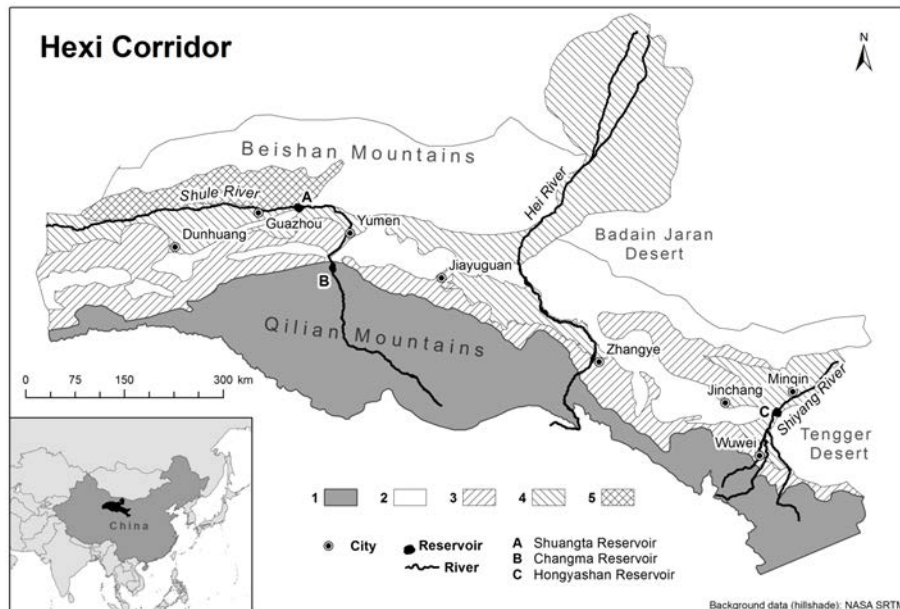 Hexi Corridor
N
Beishan Mountains
Shule River
A
Guazhou
Yumen
Dunhuang
Hei River
Badain Jaran
Desert
Jiayuguan
B
Qilian Mountains
Zhangye
0 75 150 300 km
Jinchang
Minqin
C
Shiyang River
Wuwei
Tengger
Desert
China
1 2 3 4 5
City Reservoir A Shuangta Reservoir
River B Changma Reservoir
C Hongyashan Reservoir
Background data (hillshade): NASA SRTM